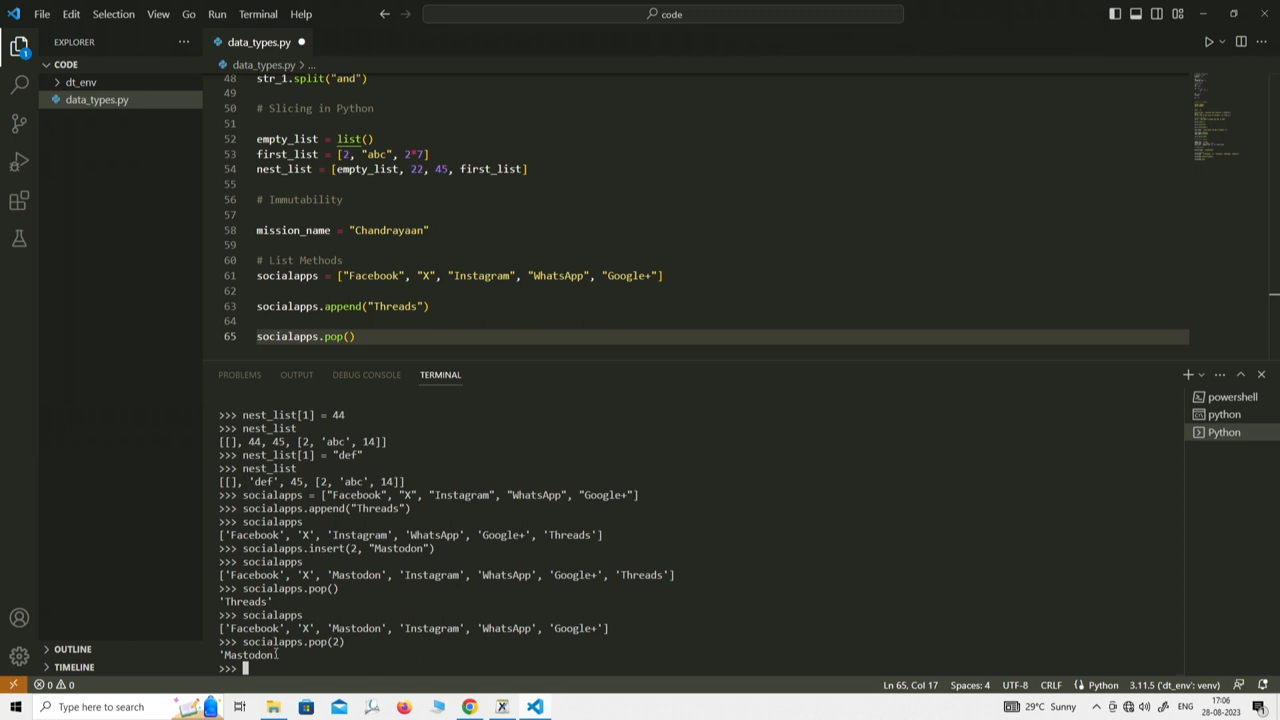 File Edit Selection View Go Run Terminal Help
code
EXPLORER
data_types.py
CODE
data_types.py > ...
dt_env
data_types.py
48 str_1.split("and")
49
50 # Slicing in Python
51
52 empty_list = list()
53 first_list = [2, "abc", 2*7]
54 nest_list = [empty_list, 22, 45, first_list]
55
56 # Immutability
57
58 mission_name = "Chandrayaan"
59
60 # List Methods
61 socialapps = ["Facebook", "X", "Instagram", "WhatsApp", "Google+"]
62
63 socialapps.append("Threads")
64
65 socialapps.pop()
PROBLEMS OUTPUT DEBUG CONSOLE TERMINAL
powershell
python
Python
>>> nest_list[1] = 44
>>> nest_list
[[], 44, 45, [2, 'abc', 14]]
>>> nest_list[1] = "def"
>>> nest_list
[[], 'def', 45, [2, 'abc', 14]]
>>> socialapps = ["Facebook", "X", "Instagram", "WhatsApp", "Google+"]
>>> socialapps.append("Threads")
>>> socialapps
['Facebook', 'X', 'Instagram', 'WhatsApp', 'Google+', 'Threads']
>>> socialapps.insert(2, "Mastodon")
>>> socialapps
['Facebook', 'X', 'Mastodon', 'Instagram', 'WhatsApp', 'Google+', 'Threads']
>>> socialapps.pop()
'Threads'
>>> socialapps
['Facebook', 'X', 'Mastodon', 'Instagram', 'WhatsApp', 'Google+']
>>> socialapps.pop(2)
'Mastodon'
>>>
OUTLINE
TIMELINE
0 0
Ln 65, Col 17 Spaces: 4 UTF-8 CRLF Python 3.11.5 ('dt_env': venv)
Type here to search
29°C Sunny
ENG
17:06
28-08-2023